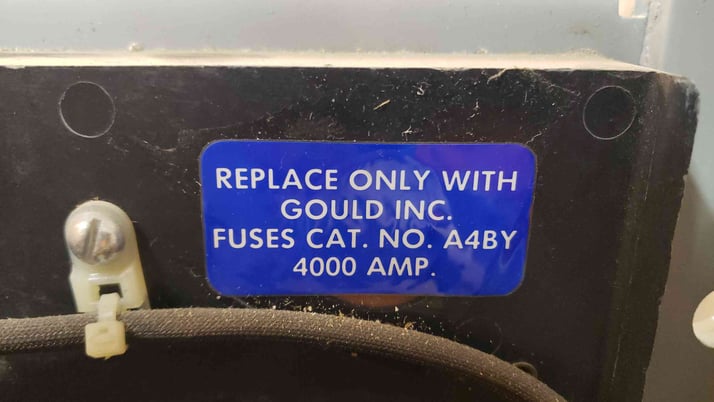 REPLACE ONLY WITH
GOULD INC.
FUSES CAT. NO. A4BY
4000 AMP.